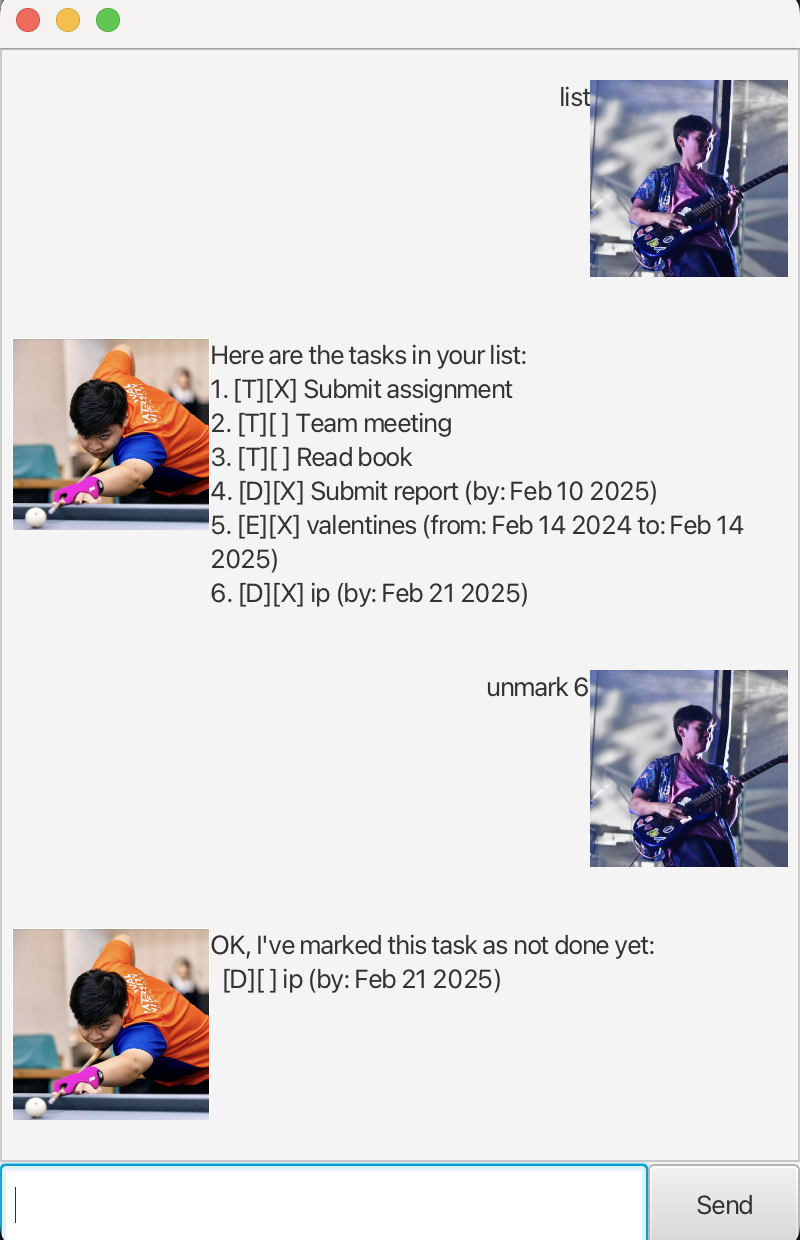 list
Here are the tasks in your list:
1. [T][X] Submit assignment
2. [T][ ] Team meeting
3. [T][ ] Read book
4. [D][X] Submit report (by: Feb 10 2025)
5. [E][X] valentines (from: Feb 14 2024 to: Feb 14
2025)
6. [D][X] ip (by: Feb 21 2025)
unmark 6
OK, I've marked this task as not done yet:
[D][ ] ip (by: Feb 21 2025)
Send